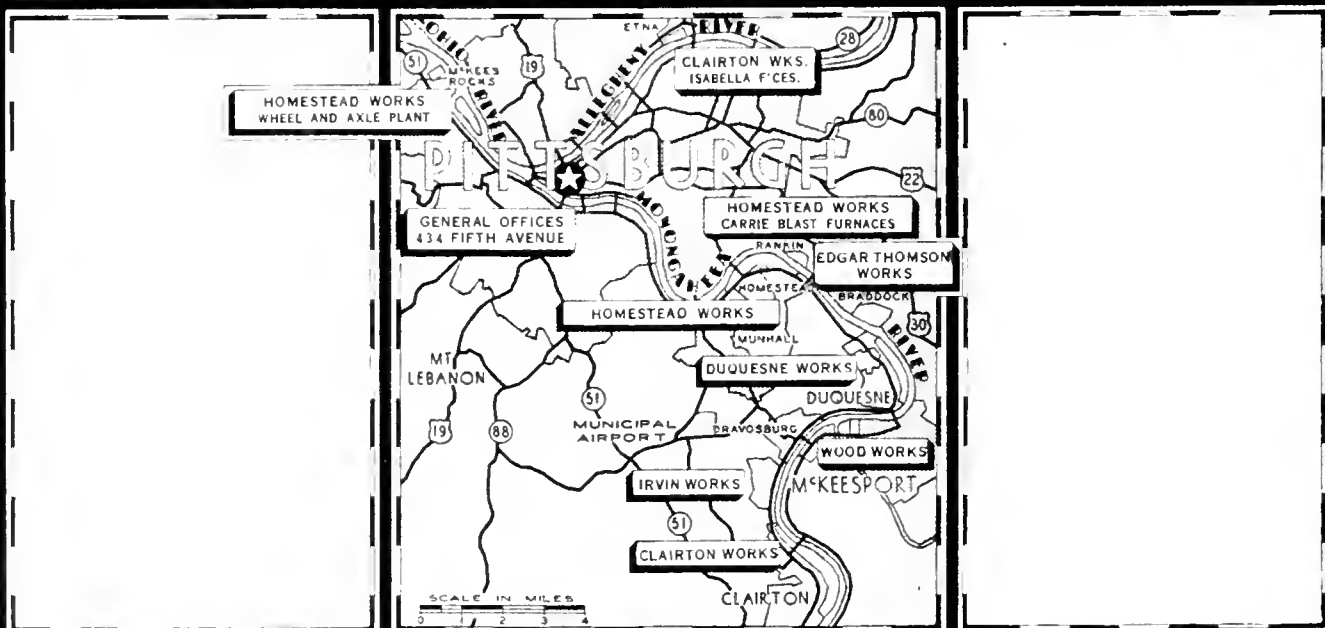 OHIO RIVER
ALLEGHENY RIVER
ETNA
28
51
19
McKEES
ROCKS
CLAIRTON WKS.
ISABELLA F'CES.
HOMESTEAD WORKS
WHEEL AND AXLE PLANT
80
PITTSBURGH
22
MONONGAHELA RIVER
GENERAL OFFICES
434 FIFTH AVENUE
HOMESTEAD WORKS
CARRIE BLAST FURNACES
RANKIN
EDGAR THOMSON
WORKS
HOMESTEAD
BRADDOCK
HOMESTEAD WORKS
30
MUNHALL
MT
LEBANON
DUQUESNE WORKS
51
DUQUESNE
MUNICIPAL
AIRPORT
19
88
DRAVOSBURG
WOOD WORKS
IRVIN WORKS
McKEESPORT
51
CLAIRTON WORKS
CLAIRTON
SCALE IN MILES
0 1 2 3 4